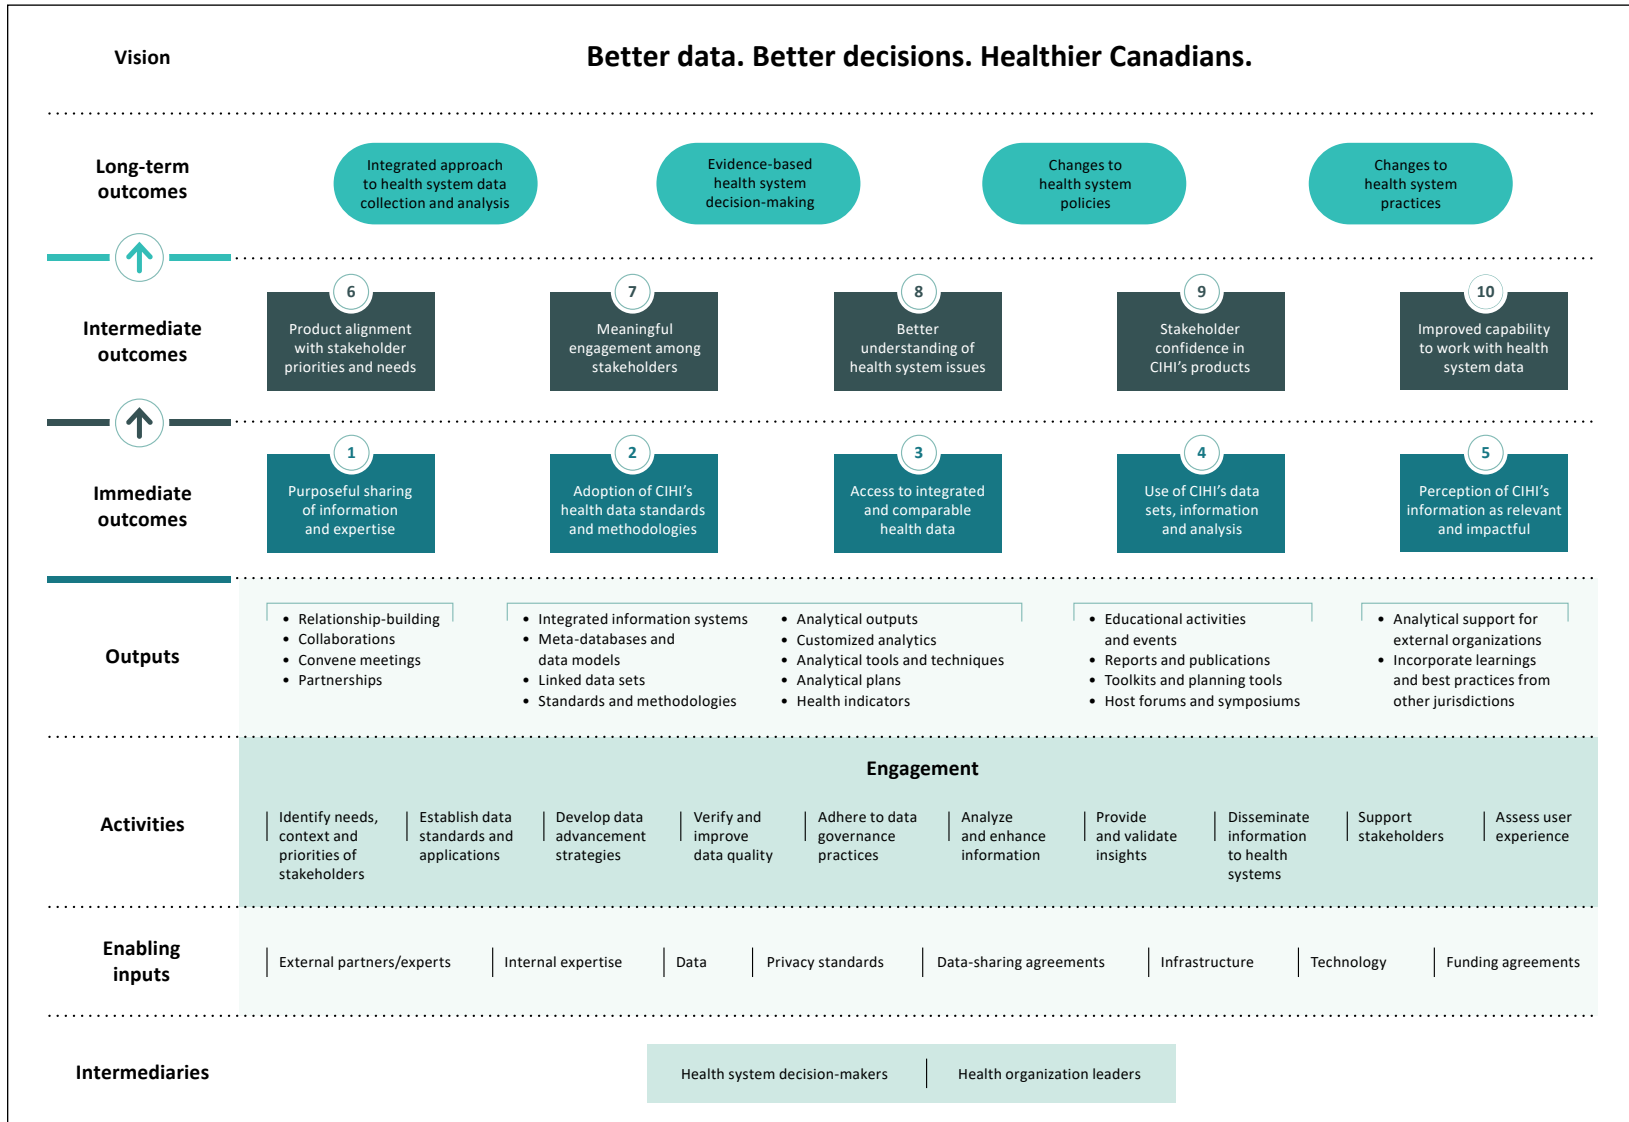 Vision
Better data. Better decisions. Healthier Canadians.
Long-term
outcomes
Integrated approach
to health system data
collection and analysis
Evidence-based
health system
decision-making
Changes to
health system
policies
Changes to
health system
practices
Intermediate
outcomes
6
Product alignment
with stakeholder
priorities and needs
7
Meaningful
engagement among
stakeholders
8
Better
understanding of
health system issues
9
Stakeholder
confidence in
CIHI’s products
10
Improved capability
to work with health
system data
Immediate
outcomes
1
Purposeful sharing
of information
and expertise
2
Adoption of CIHI’s
health data standards
and methodologies
3
Access to integrated
and comparable
health data
4
Use of CIHI’s data
sets, information
and analysis
5
Perception of CIHI’s
information as relevant
and impactful
Outputs
• Relationship-building
• Collaborations
• Convene meetings
• Partnerships
• Integrated information systems
• Meta-databases and
data models
• Linked data sets
• Standards and methodologies
• Analytical outputs
• Customized analytics
• Analytical tools and techniques
• Analytical plans
• Health indicators
• Educational activities
and events
• Reports and publications
• Toolkits and planning tools
• Host forums and symposiums
• Analytical support for
external organizations
• Incorporate learnings
and best practices from
other jurisdictions
Activities
Engagement
Identify needs,
context and
priorities of
stakeholders
Establish data
standards and
applications
Develop data
advancement
strategies
Verify and
improve
data quality
Adhere to data
governance
practices
Analyze
and enhance
information
Provide
and validate
insights
Disseminate
information
to health
systems
Support
stakeholders
Assess user
experience
Enabling
inputs
External partners/experts
Internal expertise
Data
Privacy standards
Data-sharing agreements
Infrastructure
Technology
Funding agreements
Intermediaries
Health system decision-makers
Health organization leaders